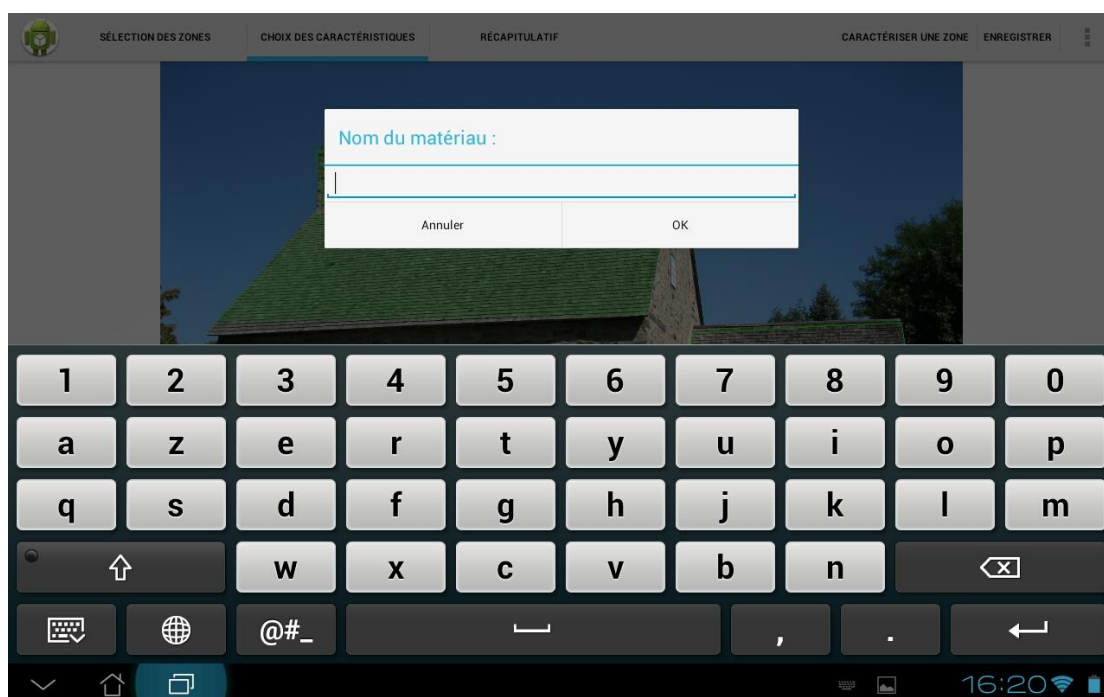 SÉLECTION DES ZONES CHOIX DES CARACTÉRISTIQUES RÉCAPITULATIF CARACTÉRISER UNE ZONE ENREGISTRER
Nom du matériau :
Annuler OK
1 2 3 4 5 6 7 8 9 0
a z e r t y u i o p
q s d f g h j k l m
w x c v b n
@#_ , .
16:20